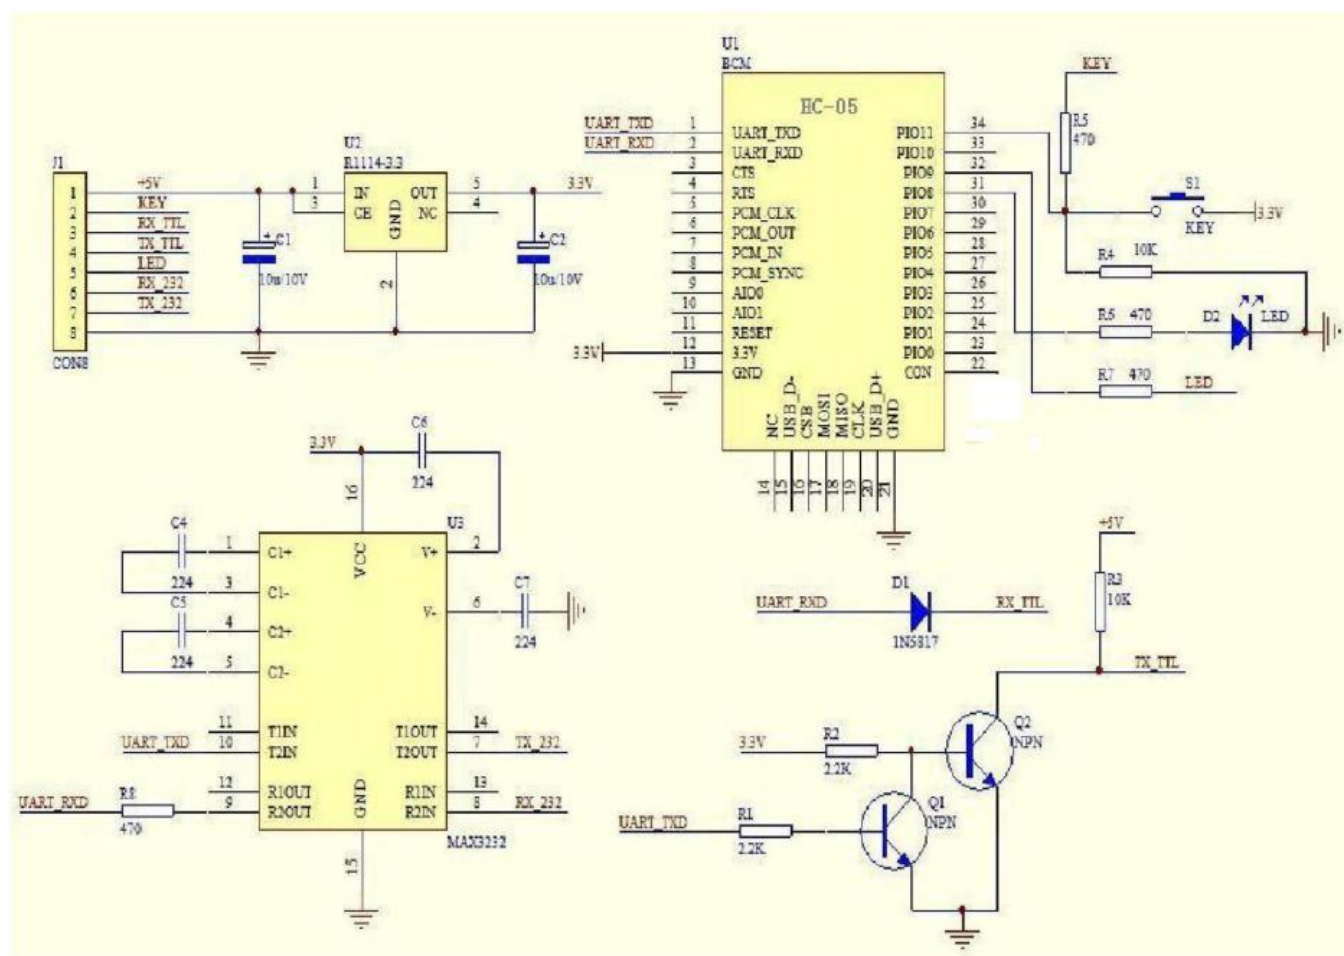 J1
1
+5V
2
KEY
3
RX_TTL
4
TX_TTL
5
LED
6
RX_232
7
TX_232
8
CON8
U2
R1114-3.3
1
IN
OUT
5
3.3V
3
CE
NC
4
GND
2
+
C1
10u/10V
+
C2
10u/10V
U1
BCM
HC-05
UART_TXD
1
UART_TXD
UART_RXD
2
UART_RXD
3
CTS
4
RTS
5
PCM_CLK
6
PCM_OUT
7
PCM_IN
8
PCM_SYNC
9
AIO0
10
AIO1
11
RESET
3.3V
12
3.3V
13
GND
PIO11
34
PIO10
33
PIO9
32
PIO8
31
PIO7
30
PIO6
29
PIO5
28
PIO4
27
PIO3
26
PIO2
25
PIO1
24
PIO0
23
CON
22
NC
USB_D-
CSB
MOSI
MISO
CLK
USB_D+
GND
14
15
16
17
18
19
20
21
KEY
R5
470
S1
KEY
3.3V
R4
10K
R6
470
D2
LED
R7
470
LED
3.3V
C6
224
16
U3
C4
224
C5
224
1
C1+
3
C1-
4
C2+
5
C2-
VCC
V+
2
V-
6
C7
224
11
T1IN
UART_TXD
10
T2IN
12
R1OUT
UART_RXD
R8
470
9
R2OUT
GND
T1OUT
14
T2OUT
7
TX_232
R1IN
13
R2IN
8
RX_232
MAX3232
15
UART_RXD
D1
1N5817
RX_TTL
+5V
R3
10K
TX_TTL
3.3V
R2
2.2K
Q2
NPN
UART_TXD
R1
2.2K
Q1
NPN